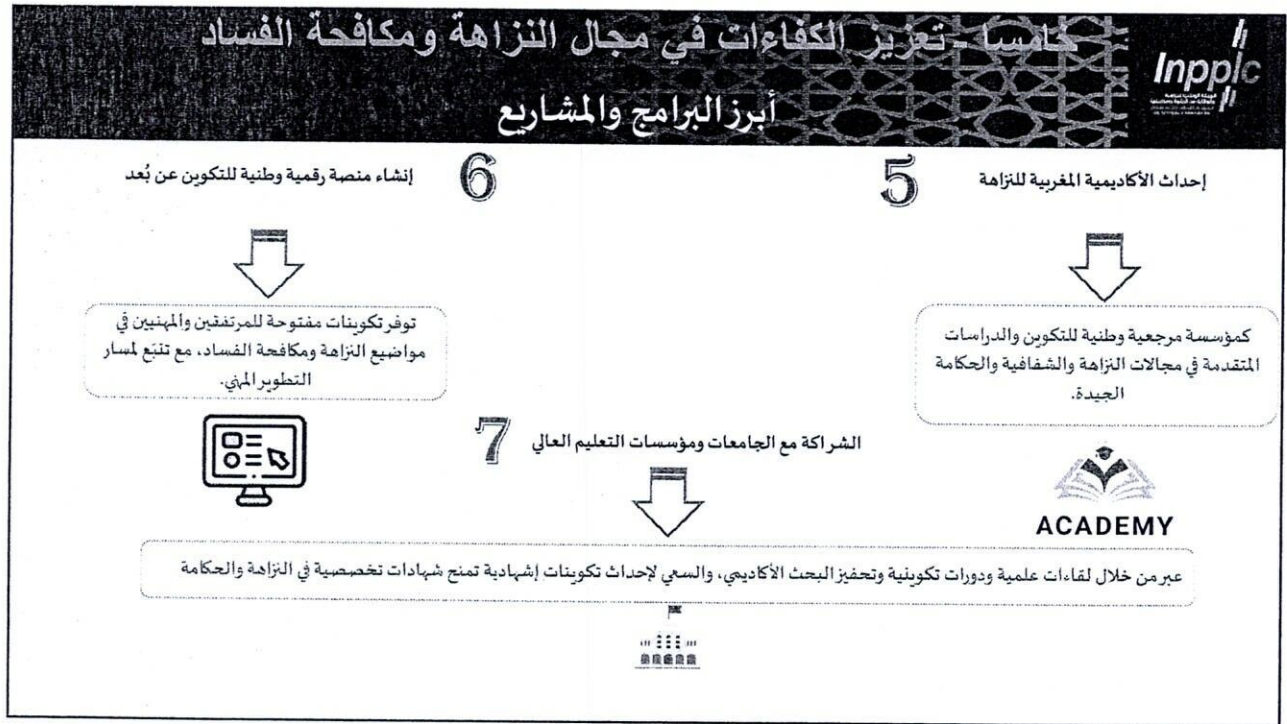 خامسا - تعزيز الكفاءات في مجال النزاهة ومكافحة الفساد
أبرز البرامج والمشاريع
Inpplc
5
إحداث الأكاديمية المغربية للنزاهة
كمؤسسة مرجعية وطنية للتكوين والدراسات
المتقدمة في مجالات النزاهة والشفافية والحكامة
الجيدة.
ACADEMY
6
إنشاء منصة رقمية وطنية للتكوين عن بُعد
توفر تكوينات مفتوحة للمرتفقين والمهنيين في
مواضيع النزاهة ومكافحة الفساد، مع تتبّع لمسار
التطوير المهني.
7
الشراكة مع الجامعات ومؤسسات التعليم العالي
عبر من خلال لقاءات علمية ودورات تكوينية وتحفيز البحث الأكاديمي، والسعي لإحداث تكوينات إشهادية تمنح شهادات تخصصية في النزاهة والحكامة